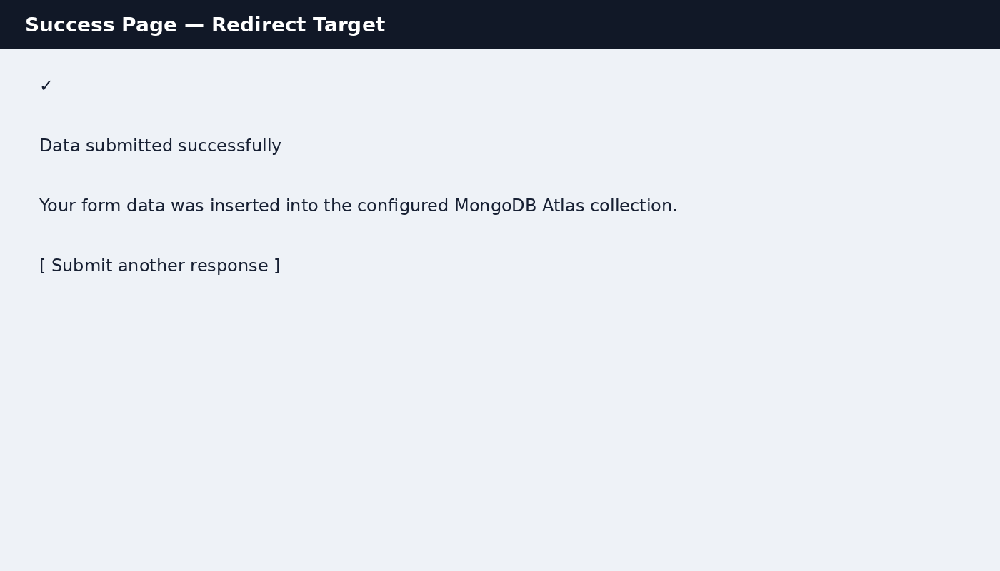 Success Page — Redirect Target
✓
Data submitted successfully
Your form data was inserted into the configured MongoDB Atlas collection.
[ Submit another response ]